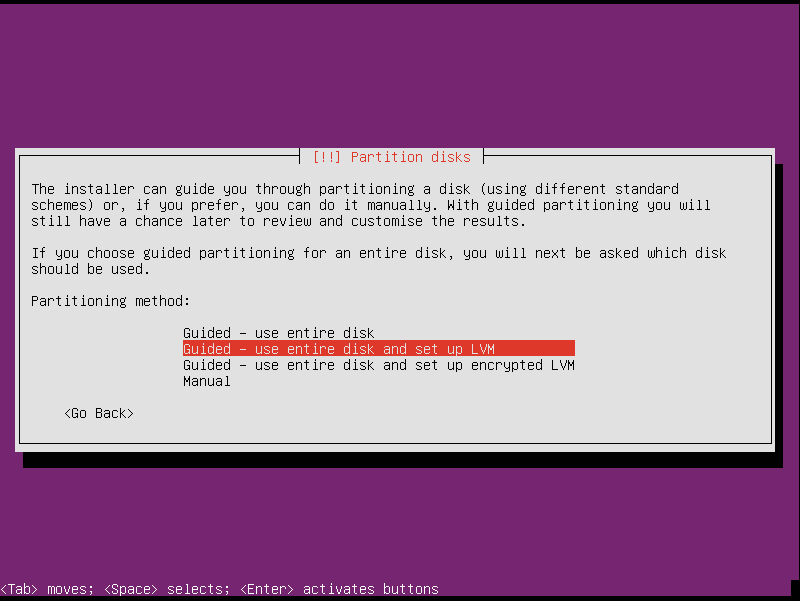 [!!] Partition disks
The installer can guide you through partitioning a disk (using different standard
schemes) or, if you prefer, you can do it manually. With guided partitioning you will
still have a chance later to review and customise the results.
If you choose guided partitioning for an entire disk, you will next be asked which disk
should be used.
Partitioning method:
Guided - use entire disk
Guided - use entire disk and set up LVM
Guided - use entire disk and set up encrypted LVM
Manual
<Go Back>
<Tab> moves; <Space> selects; <Enter> activates buttons